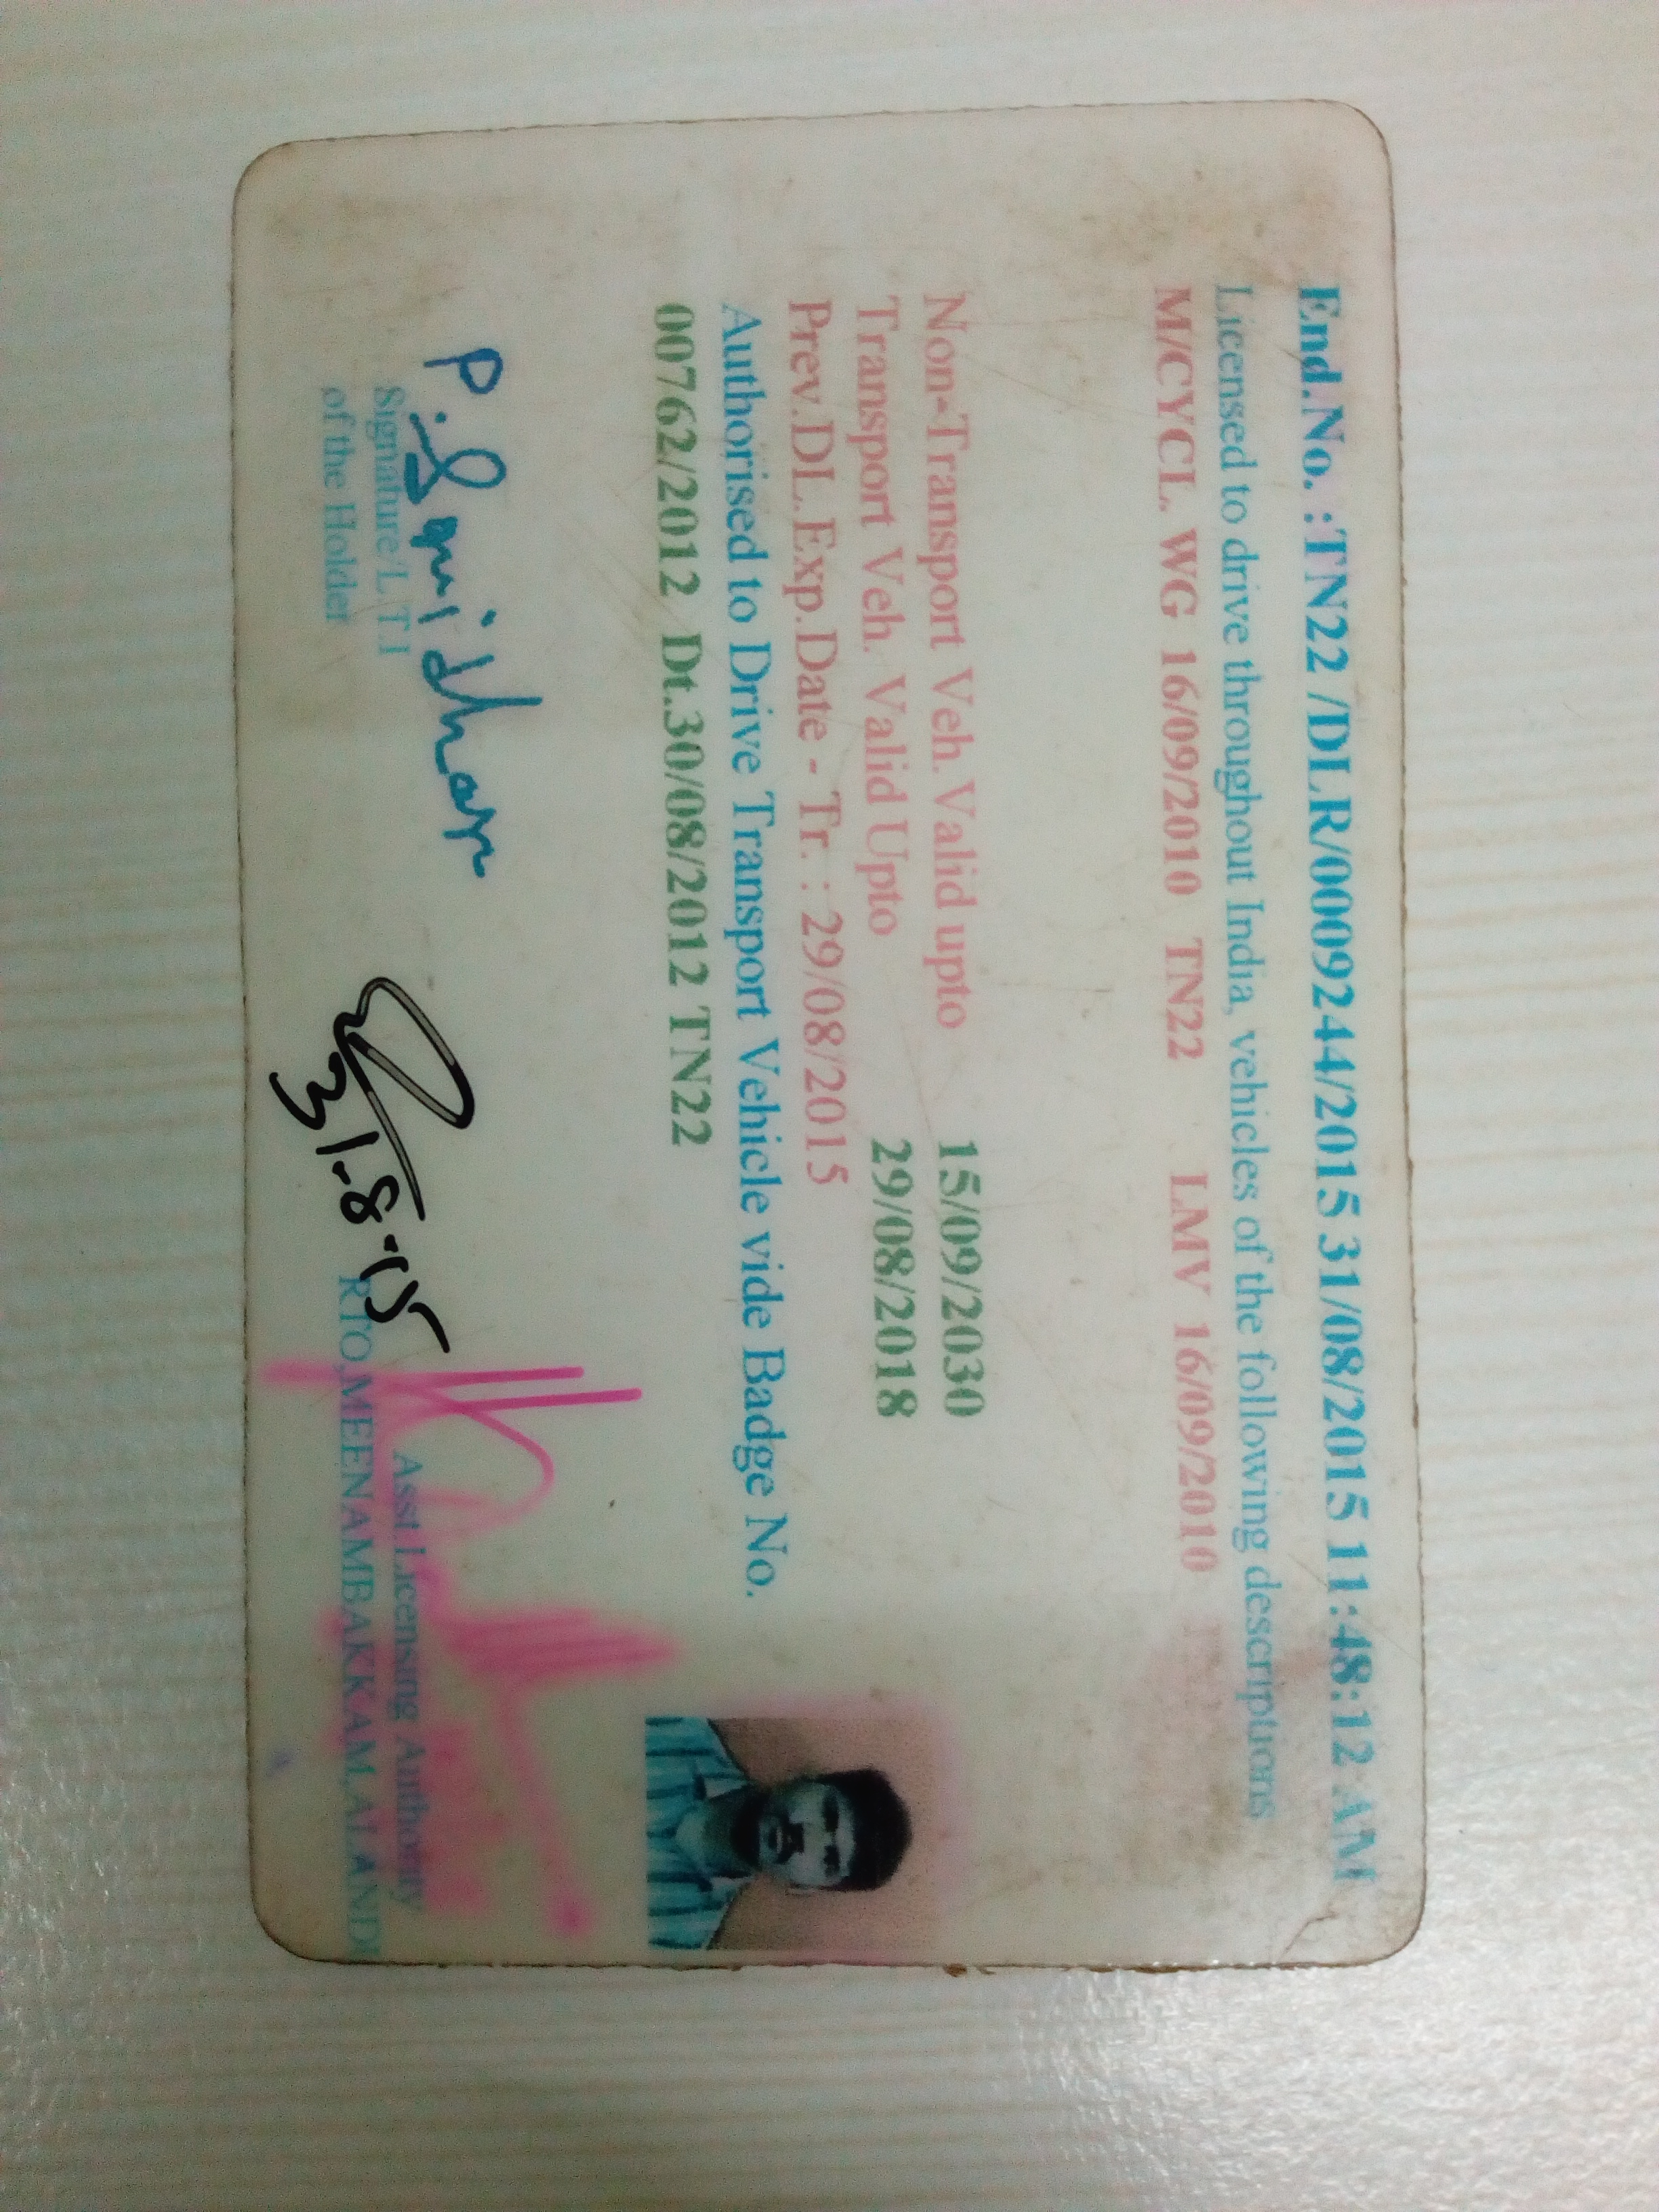 End.No. :TN22 /DLR/0009244/2015 31/08/2015 11:48:12 AM
Licensed to drive throughout India, vehicles of the following descriptions
M/CYCL. WG 16/09/2010 TN22 LMV 16/09/2010
Non-Transport Veh. Valid upto 15/09/2030
Transport Veh. Valid Upto 29/08/2018
Prev.DL.Exp.Date - Tr. : 29/08/2015
Authorised to Drive Transport Vehicle vide Badge No.
00762/2012 Dt.30/08/2012 TN22
31-8-15
Signature/L.T.I
of the Holder
Asst Licensing Authority
RTO,MEENAMBAKKAM,ALAND